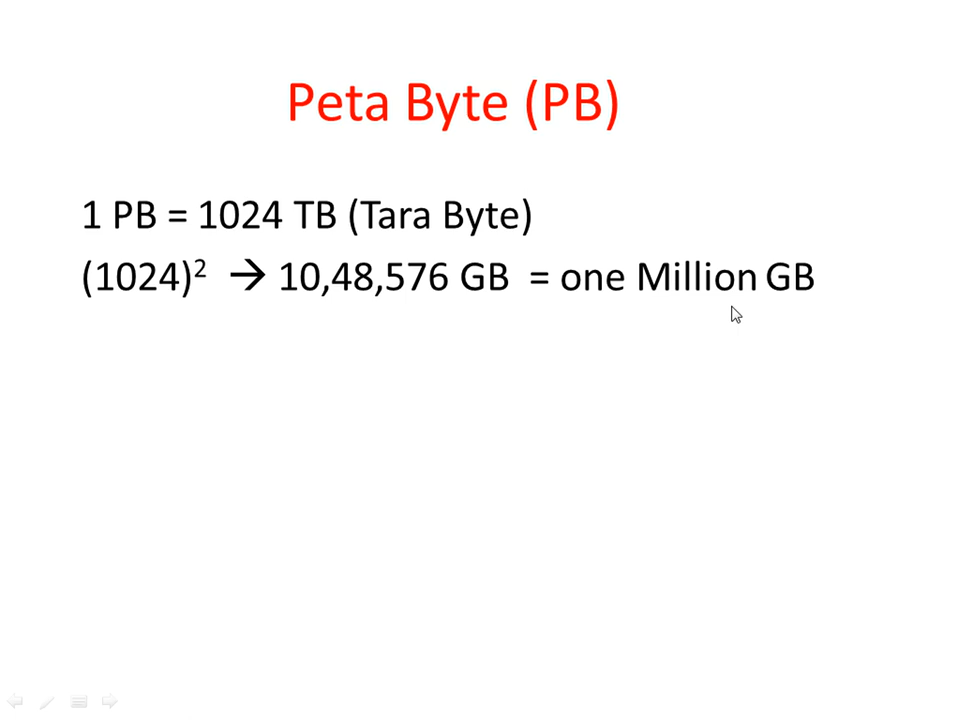 Peta Byte (PB)
1 PB = 1024 TB (Tara Byte)
(1024)² → 10,48,576 GB = one Million GB